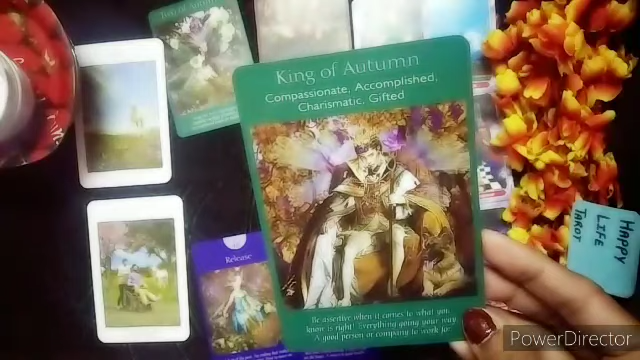 King of Autumn
Compassionate, Accomplished,
Charismatic, Gifted
Be assertive when it comes to what you
know is right! Everything going your way.
A good person or company to work for.
Release
HAPPY
LIFE
TAROT
PowerDirector